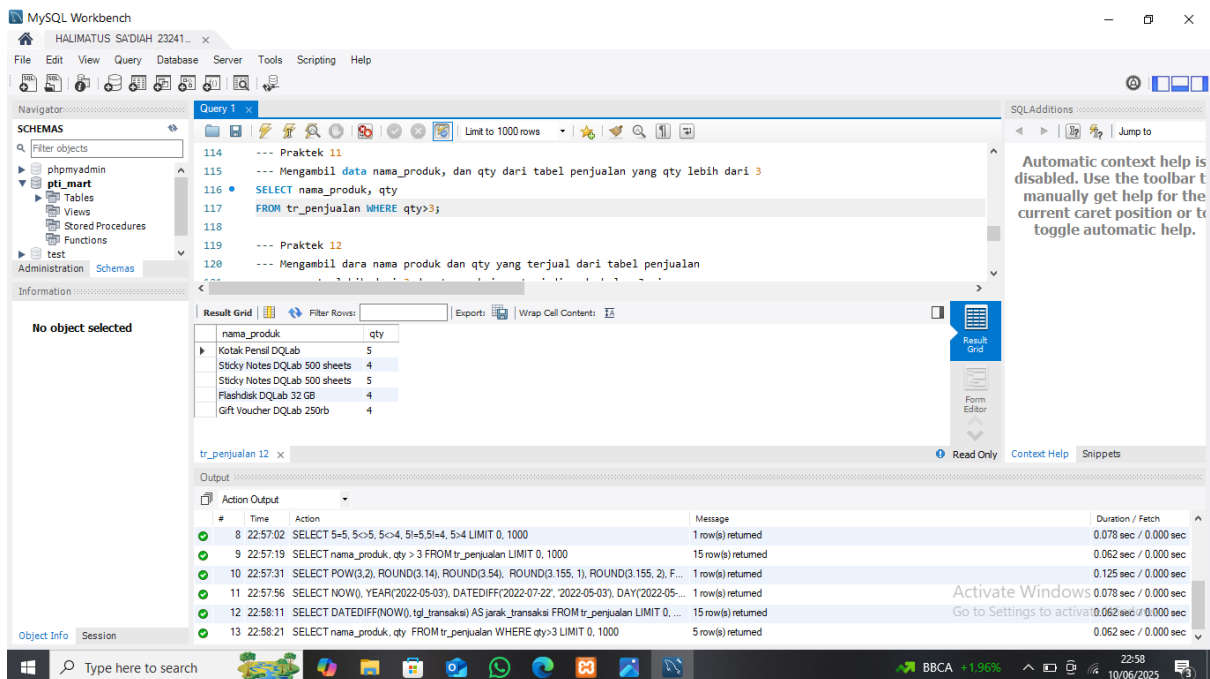 MySQL Workbench
HALIMATUS SA'DIAH 23241... ×
File Edit View Query Database Server Tools Scripting Help
Navigator
SCHEMAS
Filter objects
phpmyadmin
pti_mart
Tables
Views
Stored Procedures
Functions
test
Administration Schemas
Information
No object selected
Object Info Session
Query 1 ×
Limit to 1000 rows
114 --- Praktek 11
115 --- Mengambil data nama_produk, dan qty dari tabel penjualan yang qty lebih dari 3
116 SELECT nama_produk, qty
117 FROM tr_penjualan WHERE qty>3;
118
119 --- Praktek 12
120 --- Mengambil dara nama produk dan qty yang terjual dari tabel penjualan
Result Grid Filter Rows: Export: Wrap Cell Content:
nama_produk qty
Kotak Pensil DQLab 5
Sticky Notes DQLab 500 sheets 4
Sticky Notes DQLab 500 sheets 5
Flashdisk DQLab 32 GB 4
Gift Voucher DQLab 250rb 4
Result
Grid
Form
Editor
tr_penjualan 12 × Read Only
SQLAdditions
Jump to
Automatic context help is
disabled. Use the toolbar t
manually get help for the
current caret position or to
toggle automatic help.
Context Help Snippets
Output
Action Output
# Time Action Message Duration / Fetch
8 22:57:02 SELECT 5=5, 5<>5, 5<>4, 5!=5,5!=4, 5>4 LIMIT 0, 1000 1 row(s) returned 0.078 sec / 0.000 sec
9 22:57:19 SELECT nama_produk, qty > 3 FROM tr_penjualan LIMIT 0, 1000 15 row(s) returned 0.062 sec / 0.000 sec
10 22:57:31 SELECT POW(3,2), ROUND(3.14), ROUND(3.54), ROUND(3.155, 1), ROUND(3.155, 2), F... 1 row(s) returned 0.125 sec / 0.000 sec
11 22:57:56 SELECT NOW(), YEAR('2022-05-03'), DATEDIFF('2022-07-22', '2022-05-03'), DAY('2022-05-... 1 row(s) returned 0.078 sec / 0.000 sec
12 22:58:11 SELECT DATEDIFF(NOW(), tgl_transaksi) AS jarak_transaksi FROM tr_penjualan LIMIT 0, ... 15 row(s) returned 0.062 sec / 0.000 sec
13 22:58:21 SELECT nama_produk, qty FROM tr_penjualan WHERE qty>3 LIMIT 0, 1000 5 row(s) returned 0.062 sec / 0.000 sec
Activate Windows
Go to Settings to activate
Type here to search
BBCA +1,96%
22:58
10/06/2025
3